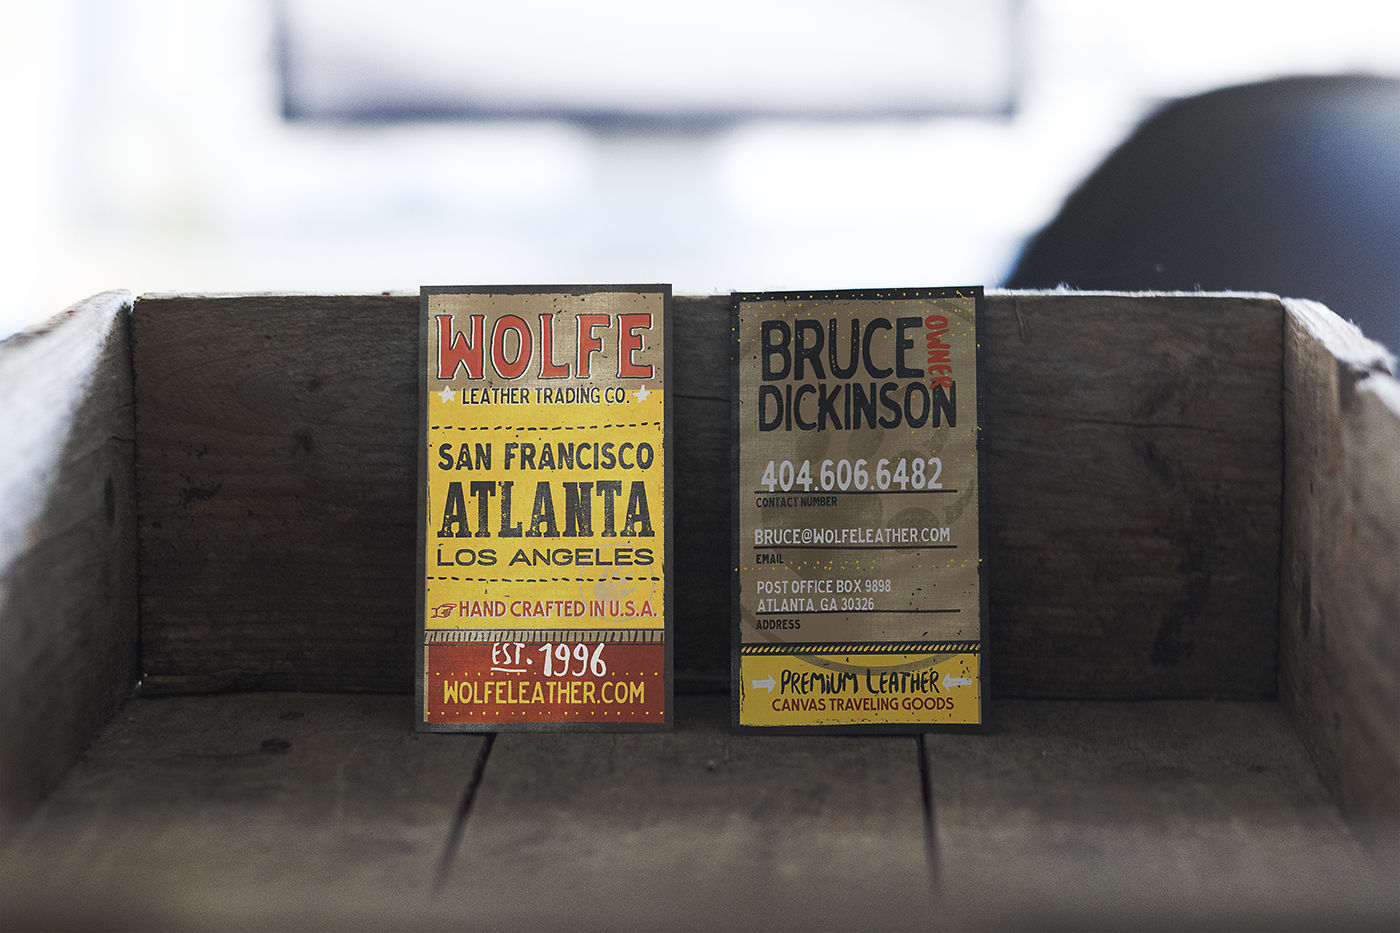 WOLFE
LEATHER TRADING CO.
SAN FRANCISCO
ATLANTA
LOS ANGELES
HAND CRAFTED IN U.S.A.
EST. 1996
WOLFELEATHER.COM
BRUCE
OWNER
DICKINSON
404.606.6482
CONTACT NUMBER
BRUCE@WOLFELEATHER.COM
EMAIL
POST OFFICE BOX 9898
ATLANTA, GA 30326
ADDRESS
PREMIUM LEATHER
CANVAS TRAVELING GOODS